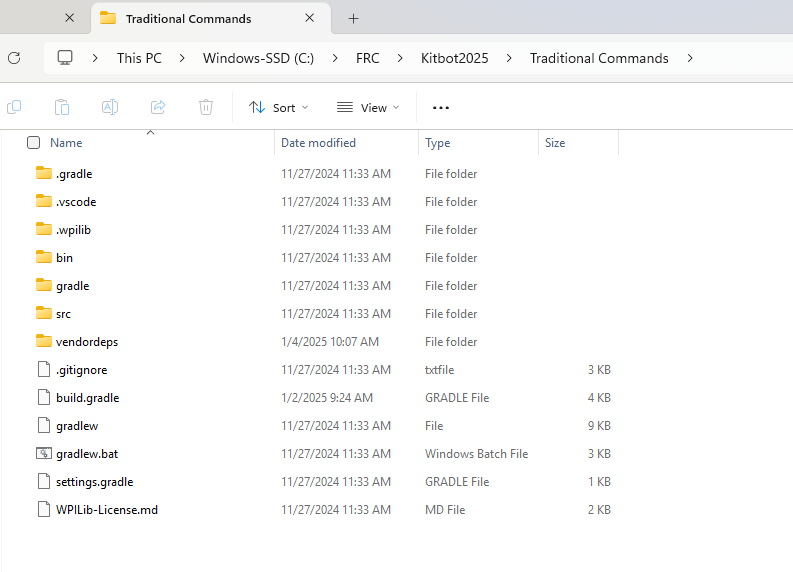 Traditional Commands
This PC Windows-SSD (C:) FRC Kitbot2025 Traditional Commands
Sort View
Name Date modified Type Size
.gradle 11/27/2024 11:33 AM File folder
.vscode 11/27/2024 11:33 AM File folder
.wpilib 11/27/2024 11:33 AM File folder
bin 11/27/2024 11:33 AM File folder
gradle 11/27/2024 11:33 AM File folder
src 11/27/2024 11:33 AM File folder
vendordeps 1/4/2025 10:07 AM File folder
.gitignore 11/27/2024 11:33 AM txtfile 3 KB
build.gradle 1/2/2025 9:24 AM GRADLE File 4 KB
gradlew 11/27/2024 11:33 AM File 9 KB
gradlew.bat 11/27/2024 11:33 AM Windows Batch File 3 KB
settings.gradle 11/27/2024 11:33 AM GRADLE File 1 KB
WPILib-License.md 11/27/2024 11:33 AM MD File 2 KB